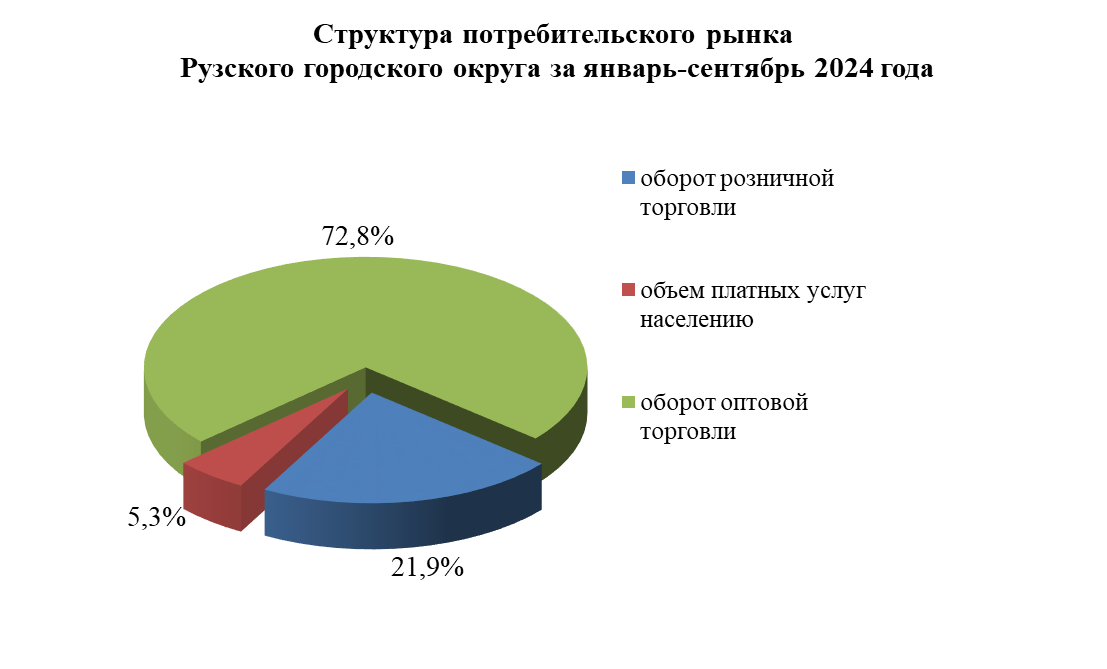 Структура потребительского рынка
Рузского городского округа за январь-сентябрь 2024 года
оборот розничной
торговли
72,8%
объем платных услуг
населению
оборот оптовой
торговли
5,3%
21,9%